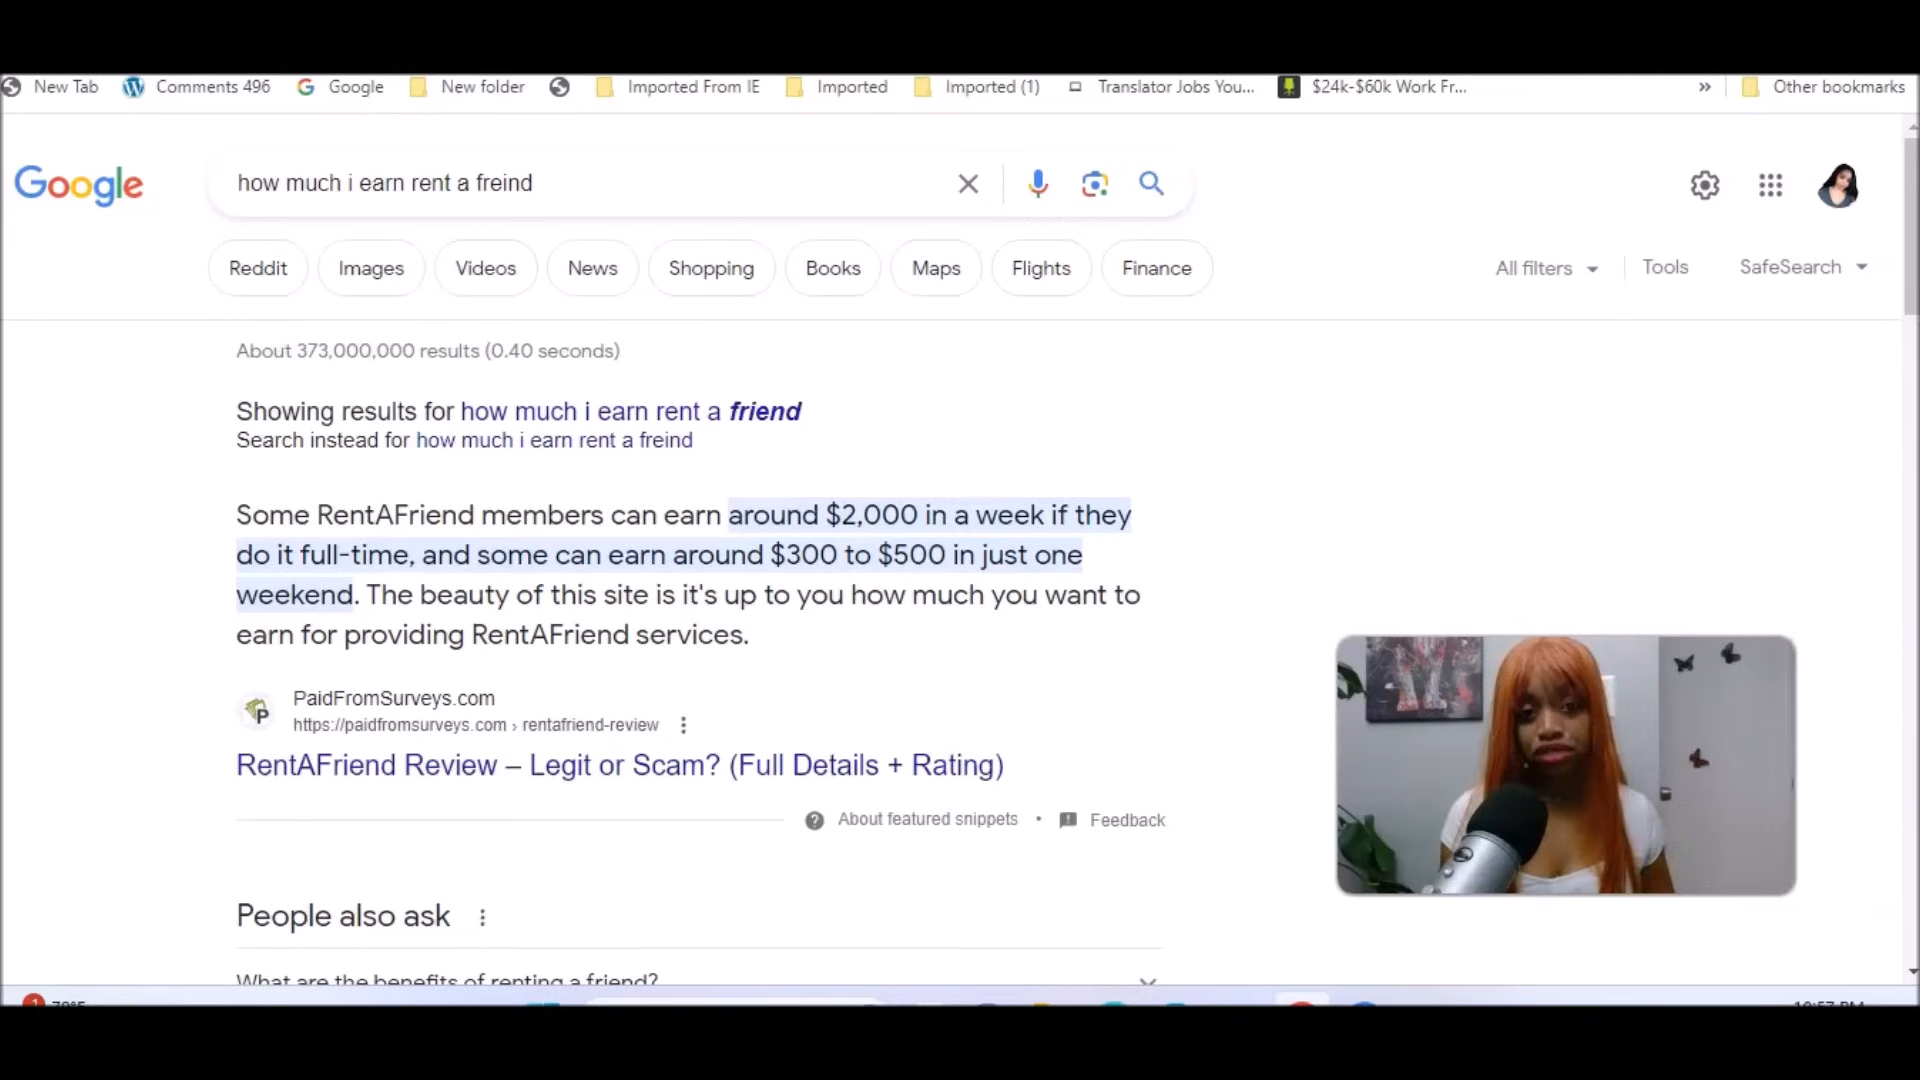 New Tab Comments 496 Google New folder Imported From IE Imported Imported (1) Translator Jobs You... $24k-$60k Work Fr... » Other bookmarks
Google how much i earn rent a freind
Reddit Images Videos News Shopping Books Maps Flights Finance All filters Tools SafeSearch
About 373,000,000 results (0.40 seconds)
Showing results for how much i earn rent a friend
Search instead for how much i earn rent a freind
Some RentAFriend members can earn around $2,000 in a week if they
do it full-time, and some can earn around $300 to $500 in just one
weekend. The beauty of this site is it's up to you how much you want to
earn for providing RentAFriend services.
PaidFromSurveys.com
https://paidfromsurveys.com › rentafriend-review
RentAFriend Review – Legit or Scam? (Full Details + Rating)
About featured snippets • Feedback
People also ask
What are the benefits of renting a friend?